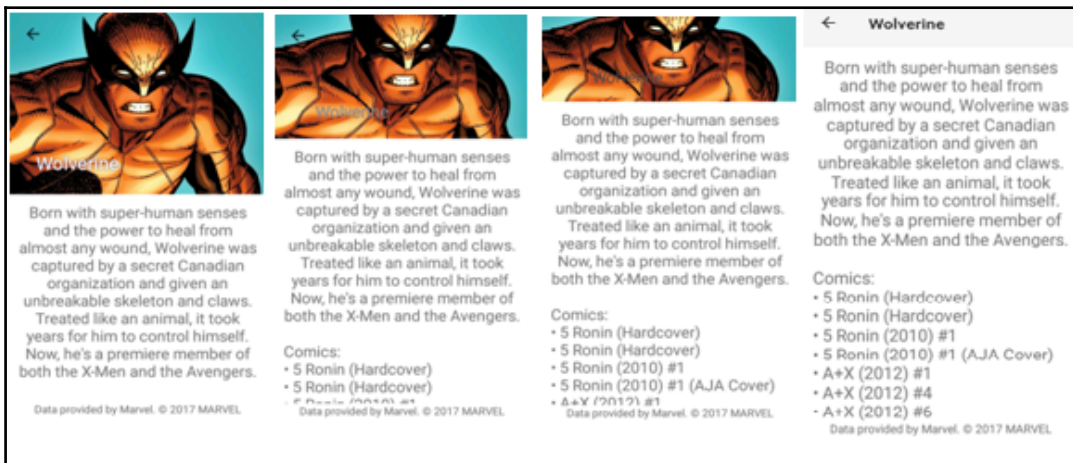 Wolverine
Born with super-human senses
and the power to heal from
almost any wound, Wolverine was
captured by a secret Canadian
organization and given an
unbreakable skeleton and claws.
Treated like an animal, it took
years for him to control himself.
Now, he's a premiere member of
both the X-Men and the Avengers.
Data provided by Marvel. © 2017 MARVEL
Wolverine
Born with super-human senses
and the power to heal from
almost any wound, Wolverine was
captured by a secret Canadian
organization and given an
unbreakable skeleton and claws.
Treated like an animal, it took
years for him to control himself.
Now, he's a premiere member of
both the X-Men and the Avengers.
Comics:
• 5 Ronin (Hardcover)
• 5 Ronin (Hardcover)
• 5 Ronin (2010) #1
Data provided by Marvel. © 2017 MARVEL
Wolverine
Born with super-human senses
and the power to heal from
almost any wound, Wolverine was
captured by a secret Canadian
organization and given an
unbreakable skeleton and claws.
Treated like an animal, it took
years for him to control himself.
Now, he's a premiere member of
both the X-Men and the Avengers.
Comics:
• 5 Ronin (Hardcover)
• 5 Ronin (Hardcover)
• 5 Ronin (2010) #1
• 5 Ronin (2010) #1 (AJA Cover)
• A+X (2012) #1
Data provided by Marvel. © 2017 MARVEL
Wolverine
Born with super-human senses
and the power to heal from
almost any wound, Wolverine was
captured by a secret Canadian
organization and given an
unbreakable skeleton and claws.
Treated like an animal, it took
years for him to control himself.
Now, he's a premiere member of
both the X-Men and the Avengers.
Comics:
• 5 Ronin (Hardcover)
• 5 Ronin (Hardcover)
• 5 Ronin (2010) #1
• 5 Ronin (2010) #1 (AJA Cover)
• A+X (2012) #1
• A+X (2012) #4
• A+X (2012) #6
Data provided by Marvel. © 2017 MARVEL